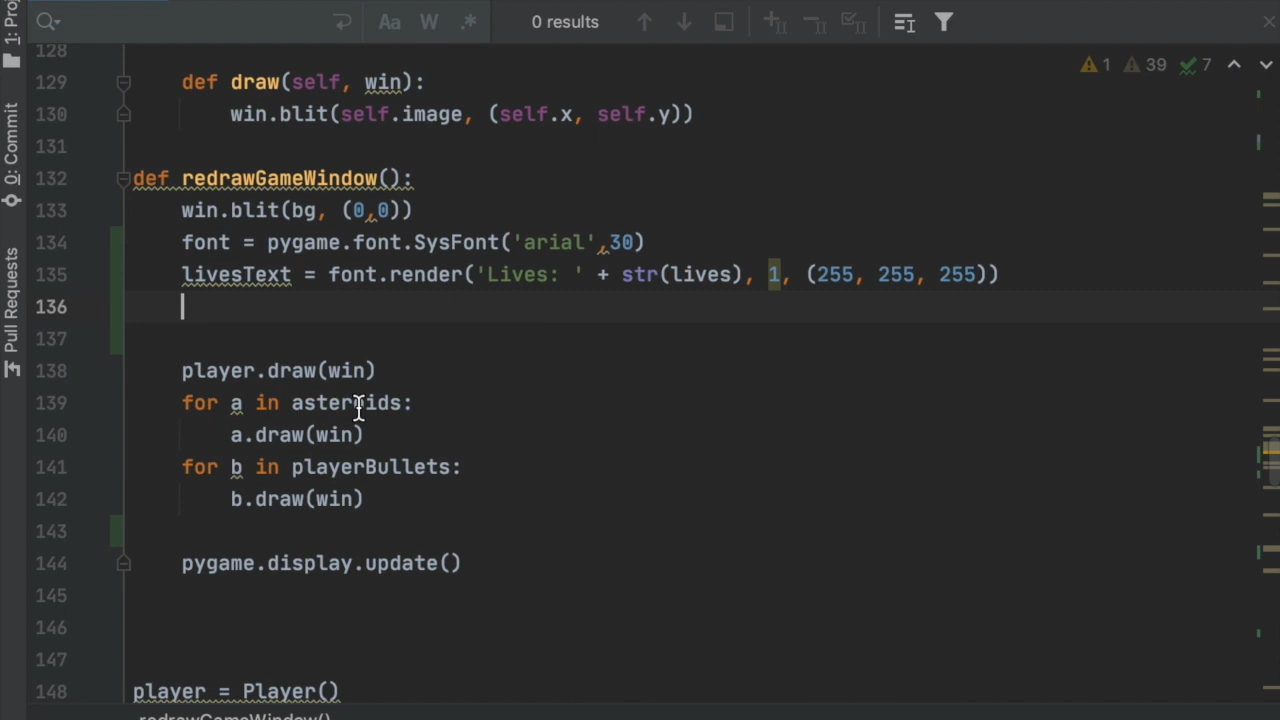 Aa W .* 0 results
128
1 39 7
129 def draw(self, win):
130 win.blit(self.image, (self.x, self.y))
131
132 def redrawGameWindow():
133 win.blit(bg, (0,0))
134 font = pygame.font.SysFont('arial',30)
135 livesText = font.render('Lives: ' + str(lives), 1, (255, 255, 255))
136
137
138 player.draw(win)
139 for a in asteroids:
140 a.draw(win)
141 for b in playerBullets:
142 b.draw(win)
143
144 pygame.display.update()
145
146
147
148 player = Player()
redrawGameWindow()
1: Proj
0: Commit
Pull Requests